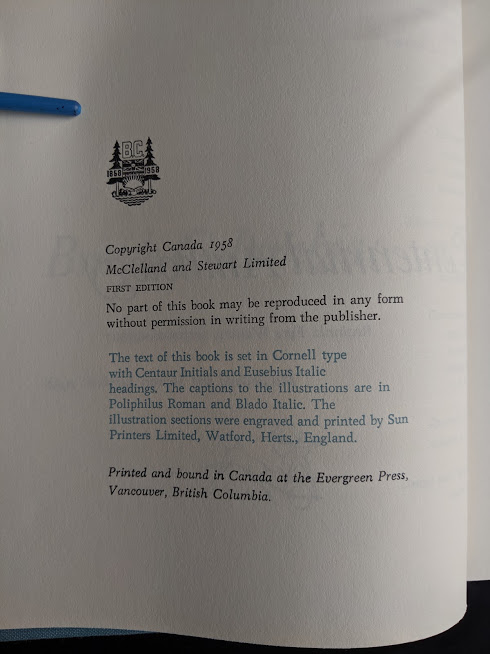 BC
1858 1958
Copyright Canada 1958
McClelland and Stewart Limited
FIRST EDITION
No part of this book may be reproduced in any form
without permission in writing from the publisher.
The text of this book is set in Cornell type
with Centaur Initials and Eusebius Italic
headings. The captions to the illustrations are in
Poliphilus Roman and Blado Italic. The
illustration sections were engraved and printed by Sun
Printers Limited, Watford, Herts., England.
Printed and bound in Canada at the Evergreen Press,
Vancouver, British Columbia.